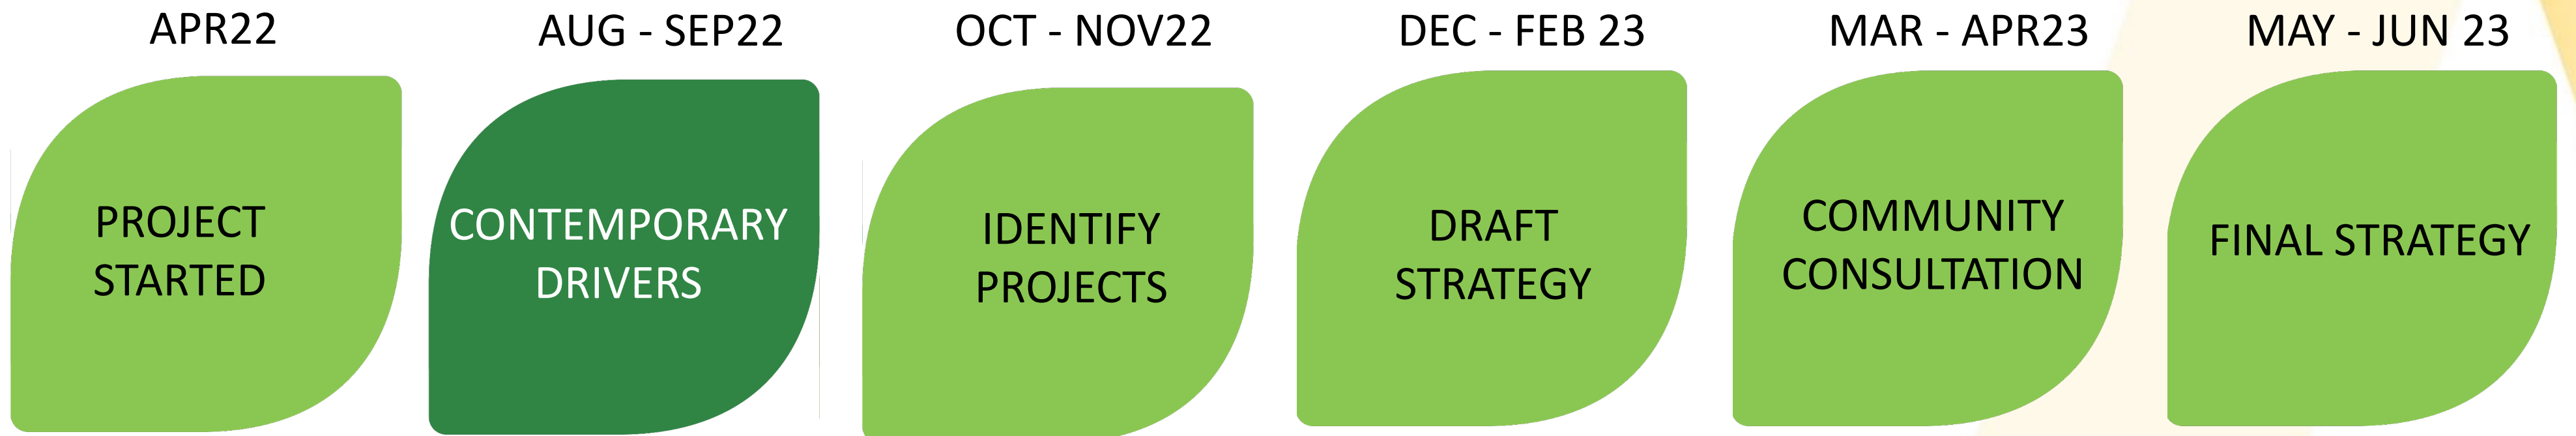 APR22
AUG - SEP22
OCT - NOV22
DEC - FEB 23
MAR - APR23
MAY - JUN 23
PROJECT
STARTED
CONTEMPORARY
DRIVERS
IDENTIFY
PROJECTS
DRAFT
STRATEGY
COMMUNITY
CONSULTATION
FINAL STRATEGY